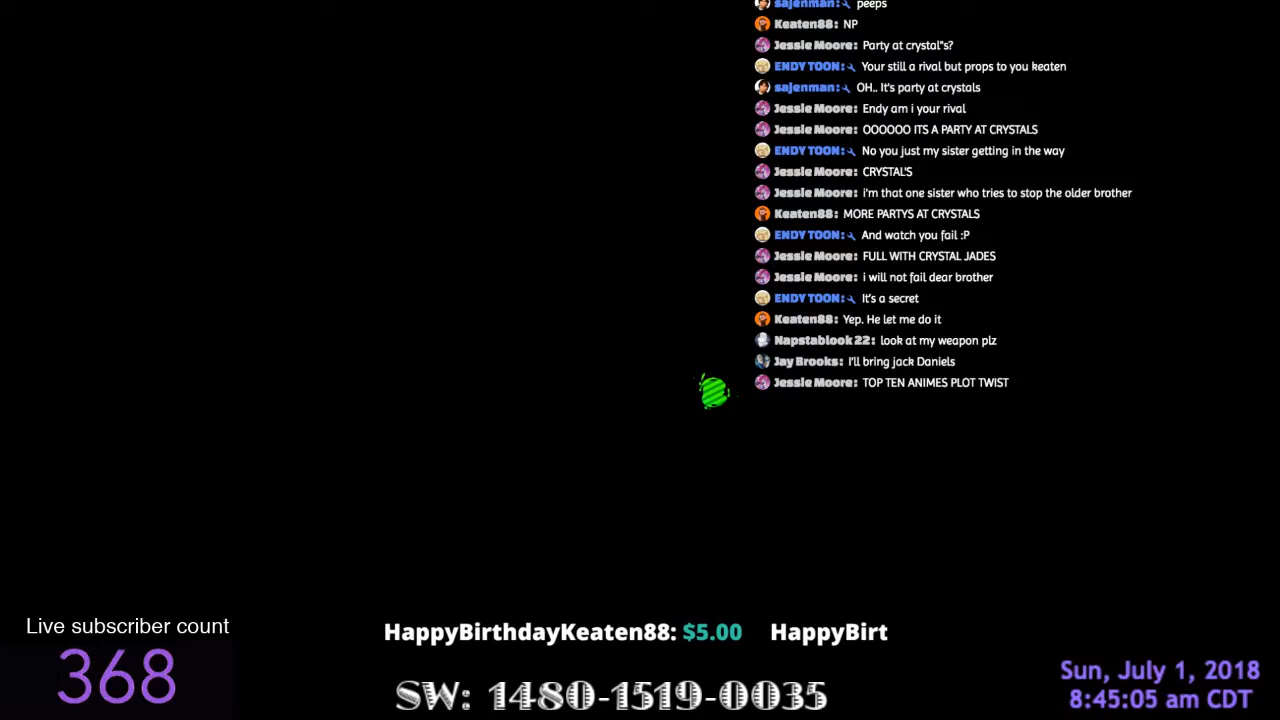 sajenman: peeps
Keaten88: NP
Jessie Moore: Party at crystal"s?
ENDY TOON: Your still a rival but props to you keaten
sajenman: OH.. It's party at crystals
Jessie Moore: Endy am i your rival
Jessie Moore: OOOOOO ITS A PARTY AT CRYSTALS
ENDY TOON: No you just my sister getting in the way
Jessie Moore: CRYSTAL'S
Jessie Moore: i'm that one sister who tries to stop the older brother
Keaten88: MORE PARTYS AT CRYSTALS
ENDY TOON: And watch you fail :P
Jessie Moore: FULL WITH CRYSTAL JADES
Jessie Moore: i will not fail dear brother
ENDY TOON: It's a secret
Keaten88: Yep. He let me do it
Napstablook 22: look at my weapon plz
Jay Brooks: I'll bring jack Daniels
Jessie Moore: TOP TEN ANIMES PLOT TWIST
Live subscriber count
368
HappyBirthdayKeaten88: $5.00 HappyBirt
SW: 1480-1519-0035
Sun, July 1, 2018
8:45:05 am CDT